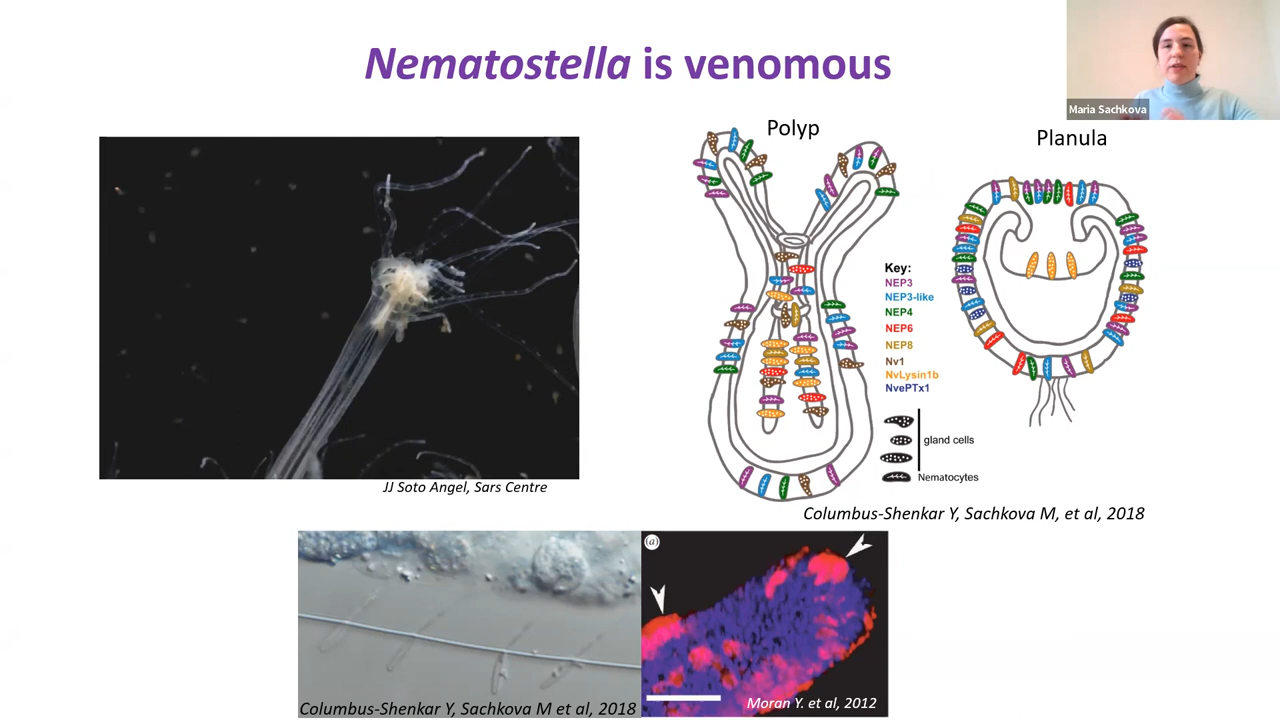 Nematostella is venomous
Maria Sachkova
Polyp
Planula
Key:
NEP3
NEP3-like
NEP4
NEP6
NEP8
Nv1
NvLysin1b
NvePTx1
gland cells
Nematocytes
JJ Soto Angel, Sars Centre
Columbus-Shenkar Y, Sachkova M, et al, 2018
(a)
Columbus-Shenkar Y, Sachkova M et al, 2018
Moran Y. et al, 2012